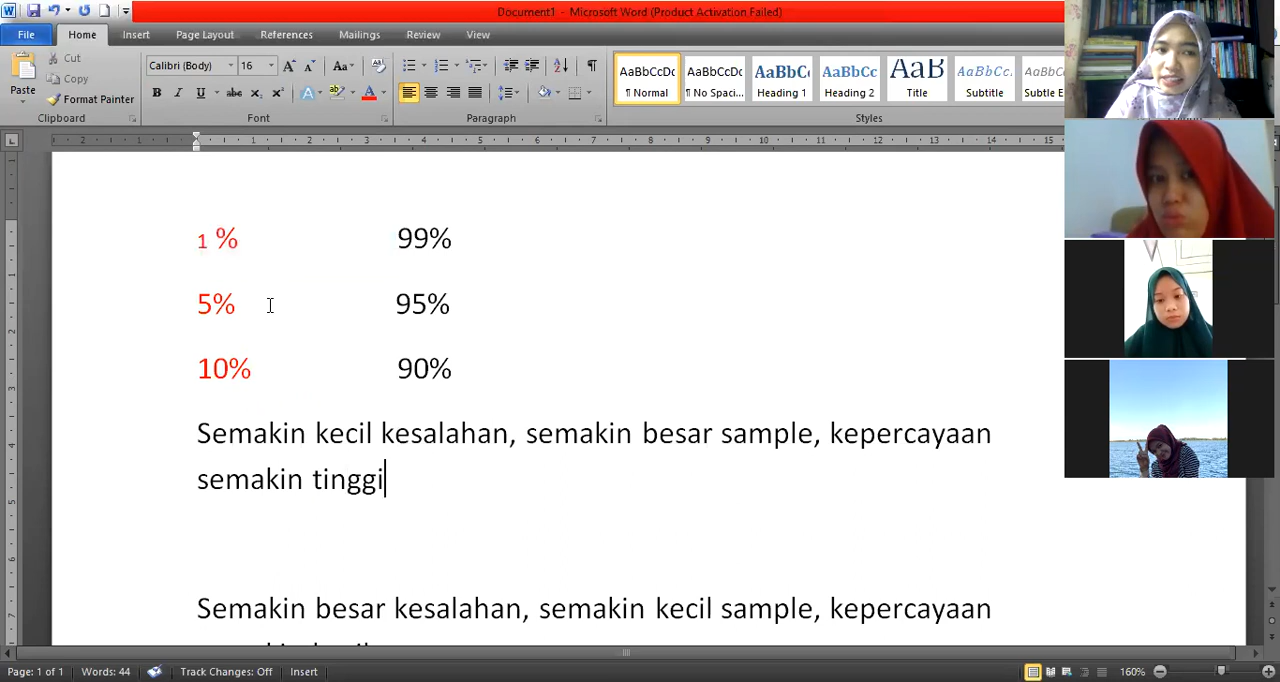 Document1 - Microsoft Word (Product Activation Failed)
File Home Insert Page Layout References Mailings Review View
Paste
Cut
Copy
Format Painter
Calibri (Body) 16
AaBbCcDc AaBbCcDc AaBbC AaBbC AaB AaBbCc. AaBbCc
¶ Normal ¶ No Spaci... Heading 1 Heading 2 Title Subtitle Subtle E
Clipboard Font Paragraph Styles
1 % 99%
5% 95%
10% 90%
Semakin kecil kesalahan, semakin besar sample, kepercayaan
semakin tinggi
Semakin besar kesalahan, semakin kecil sample, kepercayaan
Page: 1 of 1 Words: 44 Track Changes: Off Insert 160%